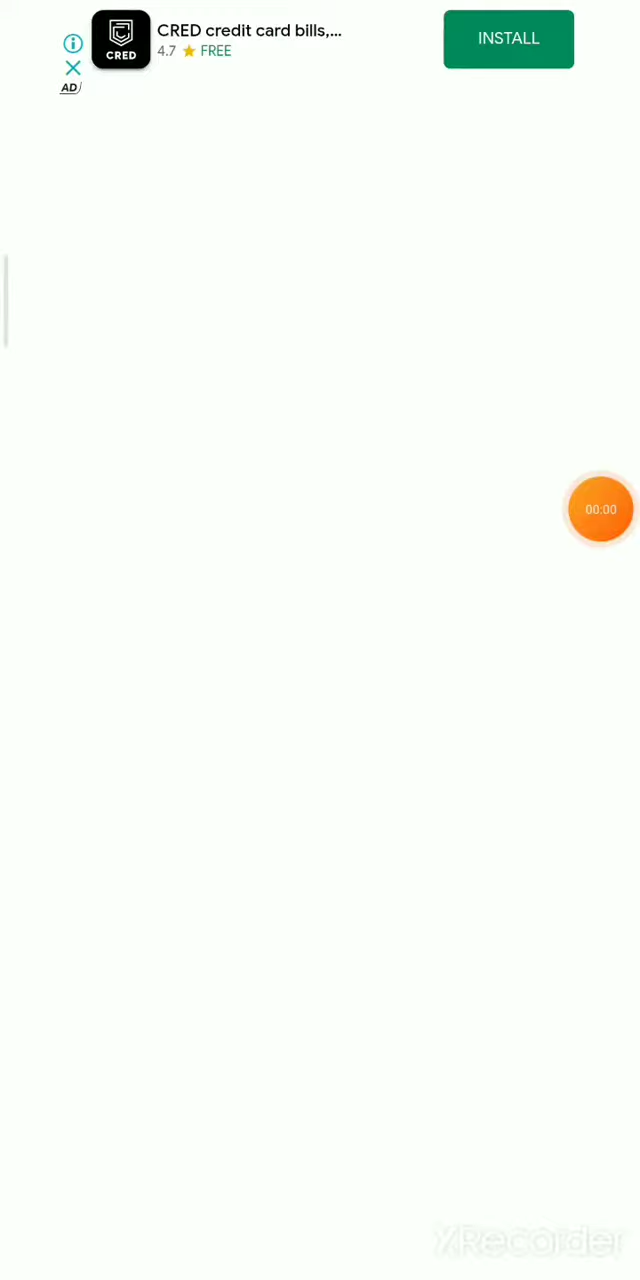 CRED credit card bills,...
4.7 ★ FREE
INSTALL
CRED
AD
00:00
XRecorder